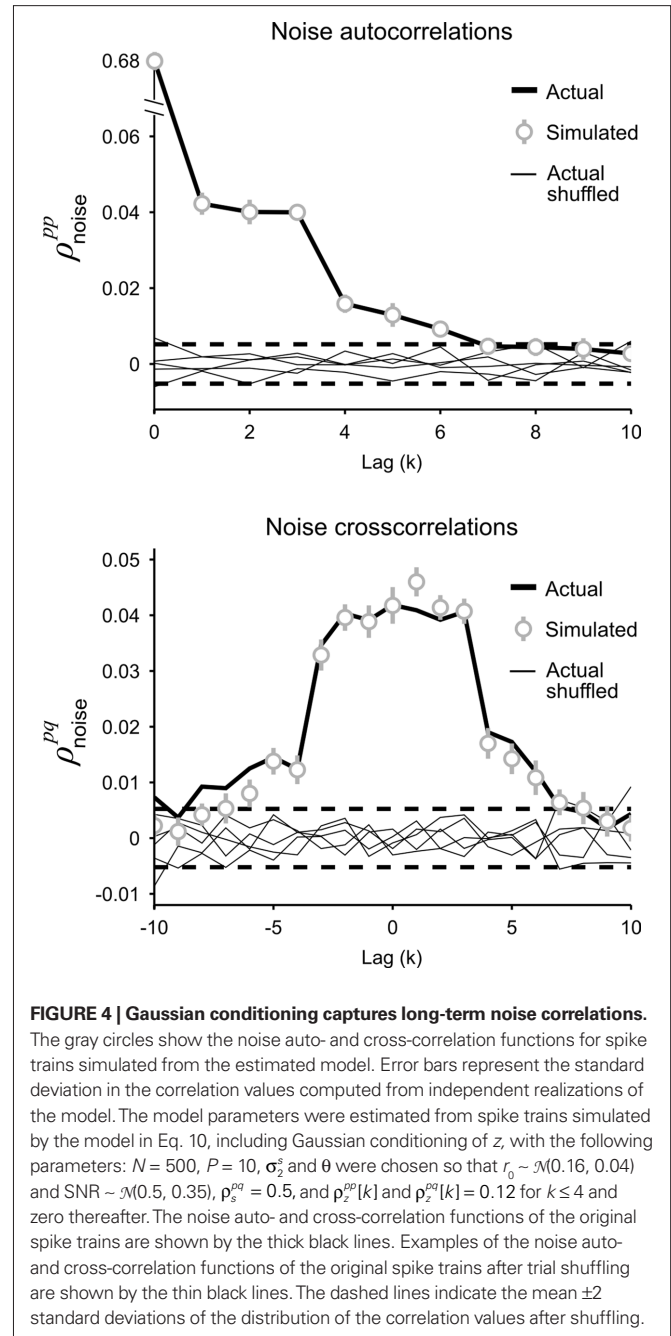 Noise autocorrelations
0.68
0.06
0.04
0.02
0
ρ^pp_noise
Actual
Simulated
Actual
shuffled
0 2 4 6 8 10
Lag (k)
Noise crosscorrelations
0.05
0.04
0.03
0.02
0.01
0
-0.01
ρ^pq_noise
Actual
Simulated
Actual
shuffled
-10 -5 0 5 10
Lag (k)
FIGURE 4 | Gaussian conditioning captures long-term noise correlations.
The gray circles show the noise auto- and cross-correlation functions for spike
trains simulated from the estimated model. Error bars represent the standard
deviation in the correlation values computed from independent realizations of
the model. The model parameters were estimated from spike trains simulated
by the model in Eq. 10, including Gaussian conditioning of z, with the following
parameters: N = 500, P = 10, σ^s_2 and θ were chosen so that r_0 ~ 𝒩(0.16, 0.04)
and SNR ~ 𝒩(0.5, 0.35), ρ^pq_s = 0.5, and ρ^pp_z[k] and ρ^pq_z[k] = 0.12 for k ≤ 4 and
zero thereafter. The noise auto- and cross-correlation functions of the original
spike trains are shown by the thick black lines. Examples of the noise auto-
and cross-correlation functions of the original spike trains after trial shuffling
are shown by the thin black lines. The dashed lines indicate the mean ±2
standard deviations of the distribution of the correlation values after shuffling.